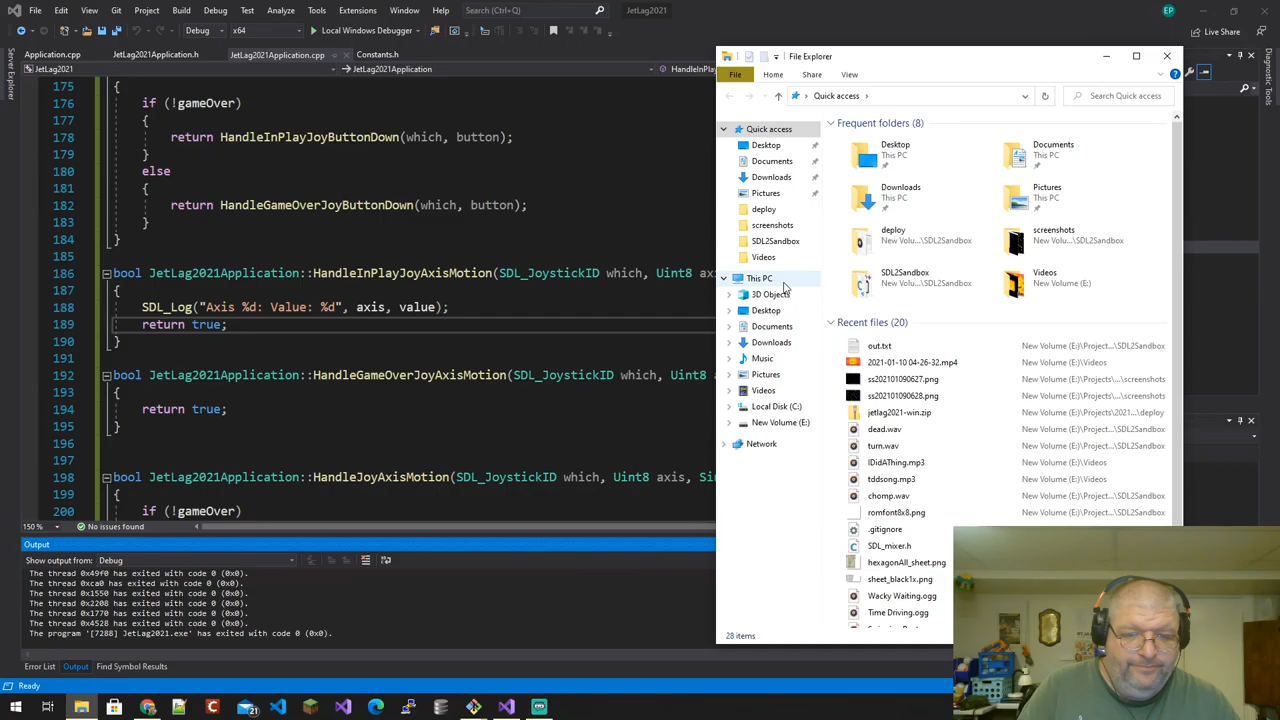 File Edit View Git Project Build Debug Test Analyze Tools Extensions Window Help Search (Ctrl+Q) JetLag2021 EP
Debug x64 Local Windows Debugger Live Share
Server Explorer
Application.cpp JetLag2021Application.h JetLag2021Application.cpp Constants.h
JetLag2021 JetLag2021Application HandleInPla
175 {
176 if (!gameOver)
177 {
178 return HandleInPlayJoyButtonDown(which, button);
179 }
180 else
181 {
182 return HandleGameOverJoyButtonDown(which, button);
183 }
184 }
185
186 bool JetLag2021Application::HandleInPlayJoyAxisMotion(SDL_JoystickID which, Uint8 ax
187 {
188 SDL_Log("Axis %d: Value: %d", axis, value);
189 return true;
190 }
191
192 bool JetLag2021Application::HandleGameOverJoyAxisMotion(SDL_JoystickID which, Uint8
193 {
194 return true;
195 }
196
197
198 bool JetLag2021Application::HandleJoyAxisMotion(SDL_JoystickID which, Uint8 axis, Si
199 {
200 if (!gameOver)
150 % No issues found
Output
Show output from: Debug
The thread 0x49f0 has exited with code 0 (0x0).
The thread 0xca0 has exited with code 0 (0x0).
The thread 0x1550 has exited with code 0 (0x0).
The thread 0x2208 has exited with code 0 (0x0).
The thread 0x1770 has exited with code 0 (0x0).
The thread 0x4528 has exited with code 0 (0x0).
The program '[7288] JetLag2021.exe' has exited with code 0 (0x0).
Error List Output Find Symbol Results
Ready
File Explorer
File Home Share View
Quick access
Search Quick access
Quick access
Desktop
Documents
Downloads
Pictures
deploy
screenshots
SDL2Sandbox
Videos
This PC
3D Objects
Desktop
Documents
Downloads
Music
Pictures
Videos
Local Disk (C:)
New Volume (E:)
Network
Frequent folders (8)
Desktop
This PC
Documents
This PC
Downloads
This PC
Pictures
This PC
deploy
New Volu...\SDL2Sandbox
screenshots
New Volu...\SDL2Sandbox
SDL2Sandbox
New Volu...\SDL2Sandbox
Videos
New Volume (E:)
Recent files (20)
out.txt New Volume (E:)\Project...\SDL2Sandbox
2021-01-10 04-26-32.mp4 New Volume (E:)\Videos
ss202101090627.png New Volume (E:)\Projects\...\screenshots
ss202101090628.png New Volume (E:)\Projects\...\screenshots
jetlag2021-win.zip New Volume (E:)\Projects\2021...\deploy
dead.wav New Volume (E:)\Project...\SDL2Sandbox
turn.wav New Volume (E:)\Project...\SDL2Sandbox
IDidAThing.mp3 New Volume (E:)\Videos
tddsong.mp3 New Volume (E:)\Videos
chomp.wav New Volume (E:)\Project...\SDL2Sandbox
romfont8x8.png New Volume (E:)\Project...\SDL2Sandbox
.gitignore
SDL_mixer.h
hexagonAll_sheet.png
sheet_black1x.png
Wacky Waiting.ogg
Time Driving.ogg
28 items
Diagnostic Tools
21